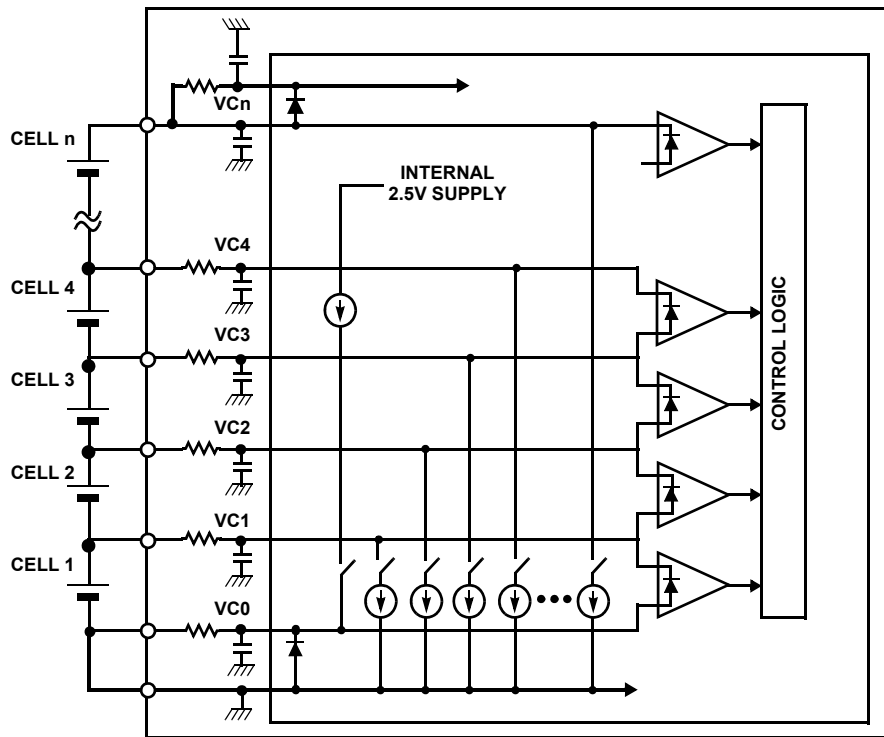 VCn
CELL n
INTERNAL
2.5V SUPPLY
VC4
CELL 4
VC3
CELL 3
VC2
CELL 2
VC1
CELL 1
VC0
CONTROL LOGIC